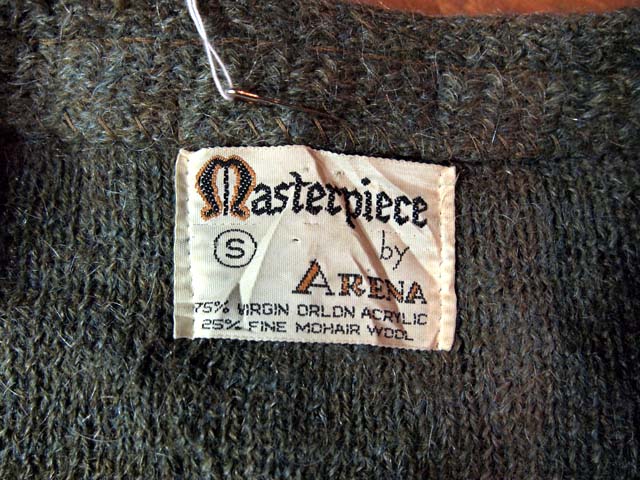 Masterpiece
S by
ARENA
75% VIRGIN ORLON ACRYLIC
25% FINE MOHAIR WOOL